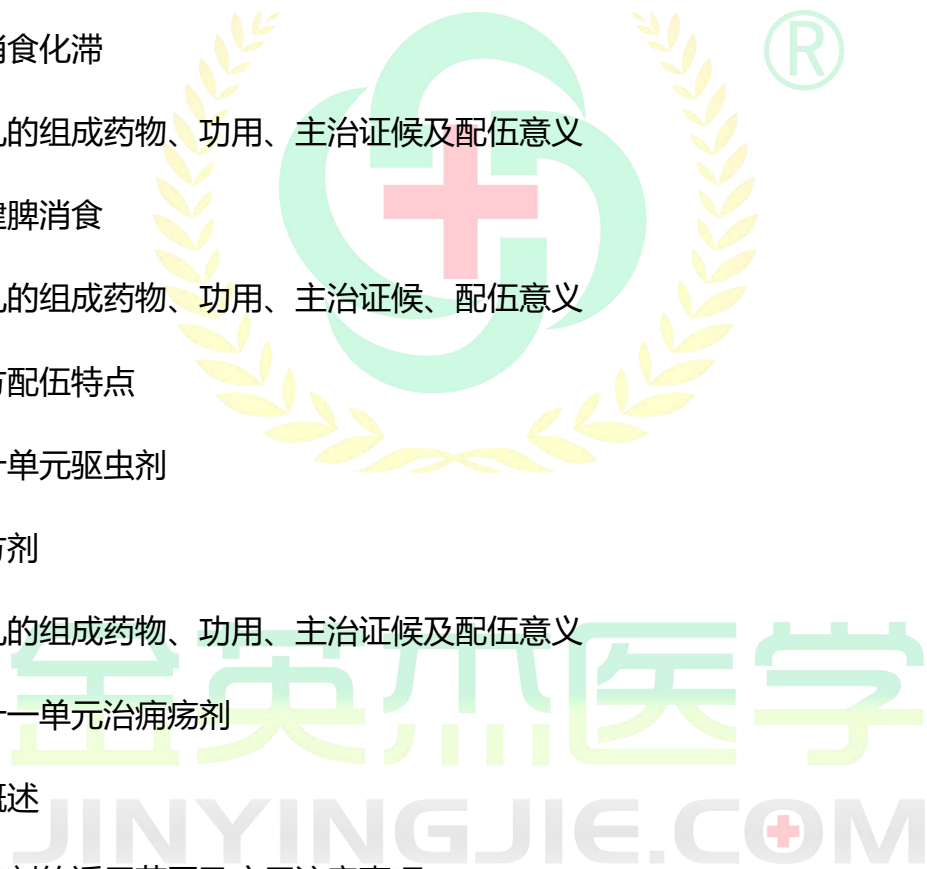 消食化滞
的组成药物、功用、主治证候及配伍意义
健脾消食
的组成药物、功用、主治证候、配伍意义
方配伍特点
十单元驱虫剂
方剂
的组成药物、功用、主治证候及配伍意义
十一单元治痈疡剂
概述
金英杰医学
JINYINGJIE.COM
®